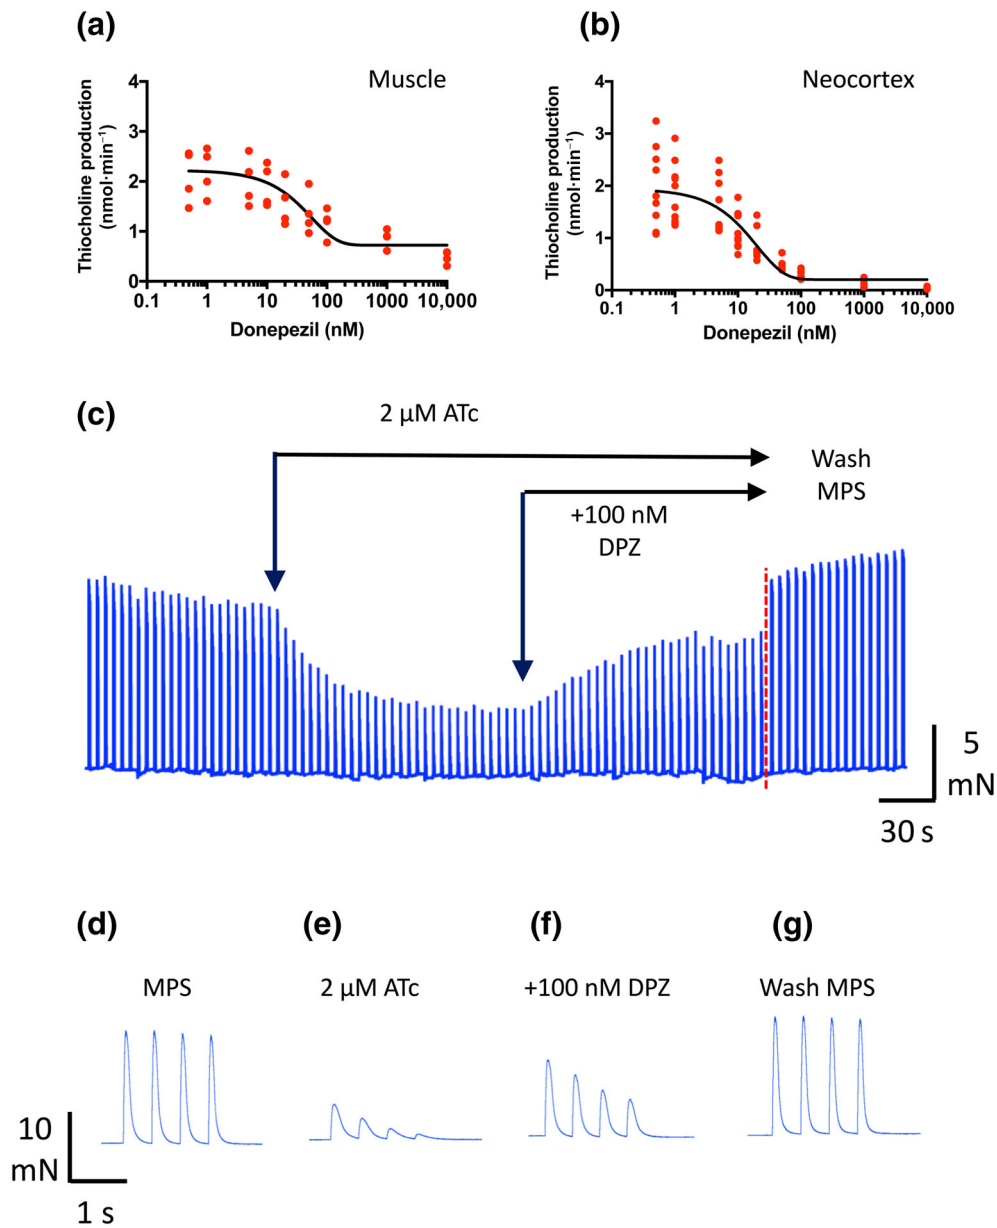 (a)
Muscle
Thiocholine production
(nmol·min⁻¹)
4
3
2
1
0
0.1
1
10
100
1000
10,000
Donepezil (nM)
(b)
Neocortex
Thiocholine production
(nmol·min⁻¹)
4
3
2
1
0
0.1
1
10
100
1000
10,000
Donepezil (nM)
(c)
2 μM ATc
Wash
MPS
+100 nM
DPZ
5
mN
30 s
(d)
MPS
(e)
2 μM ATc
(f)
+100 nM DPZ
(g)
Wash MPS
10
mN
1 s